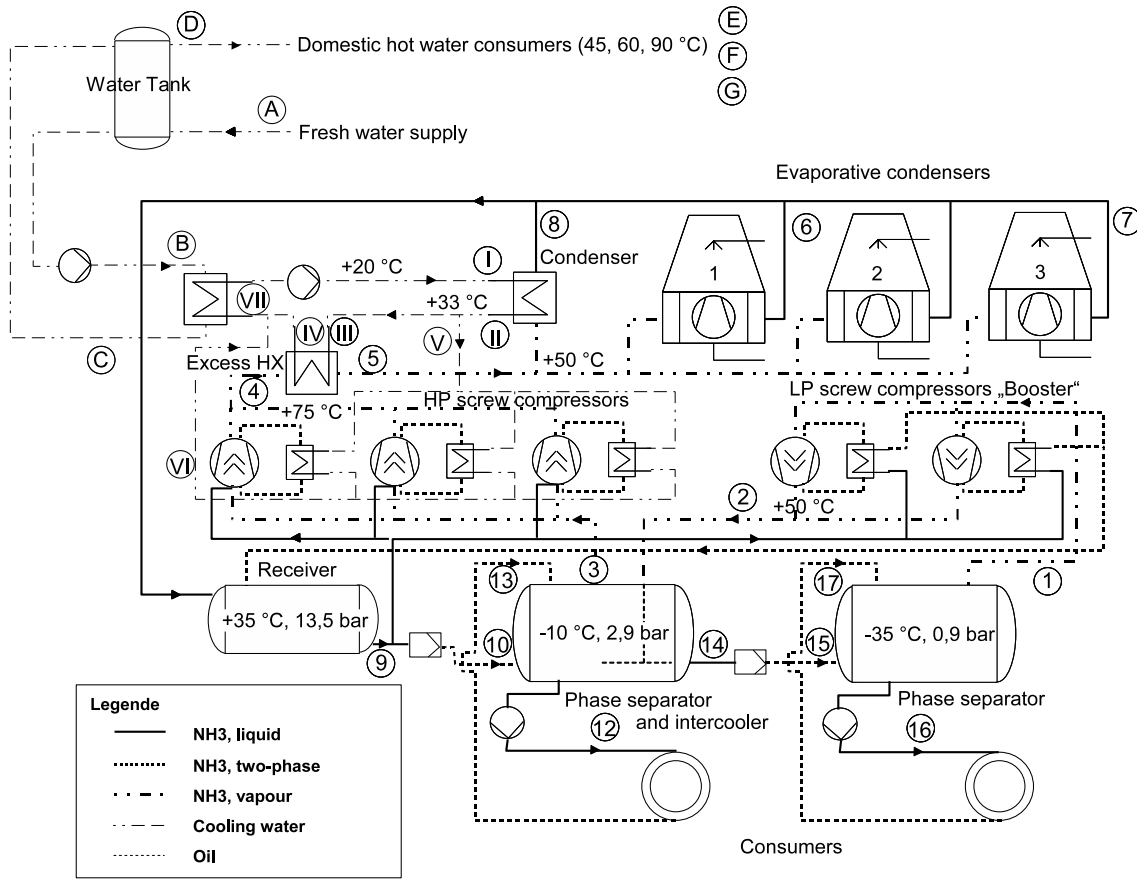 D
E
Domestic hot water consumers (45, 60, 90 °C)
F
Water Tank
G
A
Fresh water supply
Evaporative condensers
8
6
7
B
I
Condenser
+20 °C
1
2
3
VII
+33 °C
IV
III
II
V
C
Excess HX
5
+50 °C
4
+75 °C
HP screw compressors
LP screw compressors „Booster“
VI
2
+50 °C
Receiver
13
3
17
1
+35 °C, 13,5 bar
10
-10 °C, 2,9 bar
14
15
-35 °C, 0,9 bar
9
Phase separator
and intercooler
Phase separator
12
16
Legende
NH3, liquid
NH3, two-phase
NH3, vapour
Cooling water
Oil
Consumers